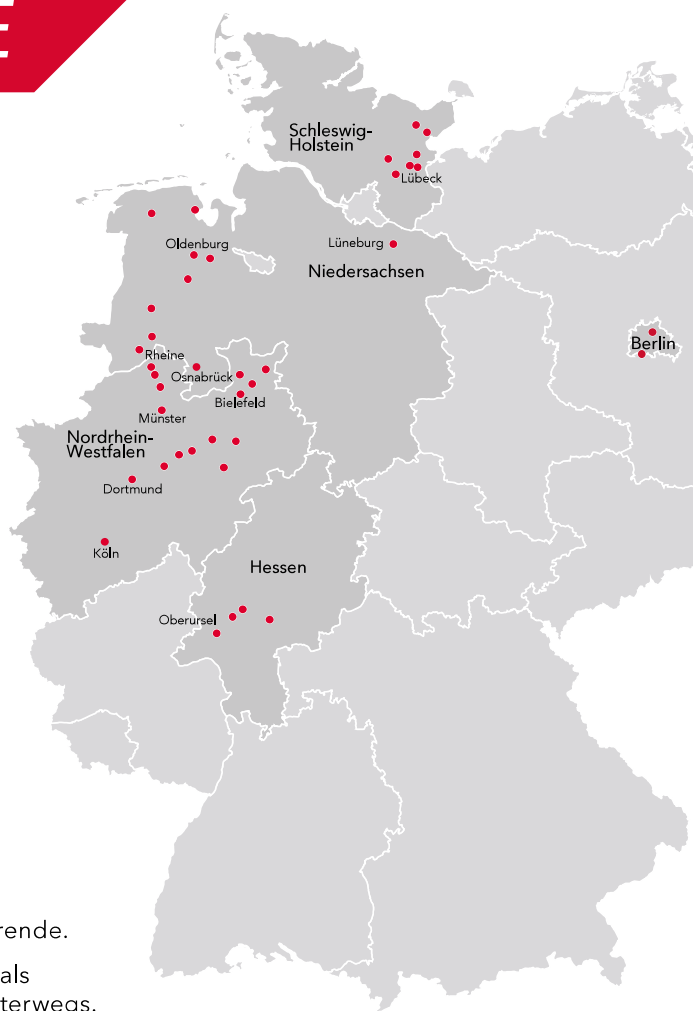 E
Schleswig-
Holstein
Lübeck
Oldenburg
Lüneburg
Niedersachsen
Berlin
Rheine
Osnabrück
Bielefeld
Münster
Nordrhein-
Westfalen
Dortmund
Köln
Hessen
Oberursel
rende.
als
terwegs.